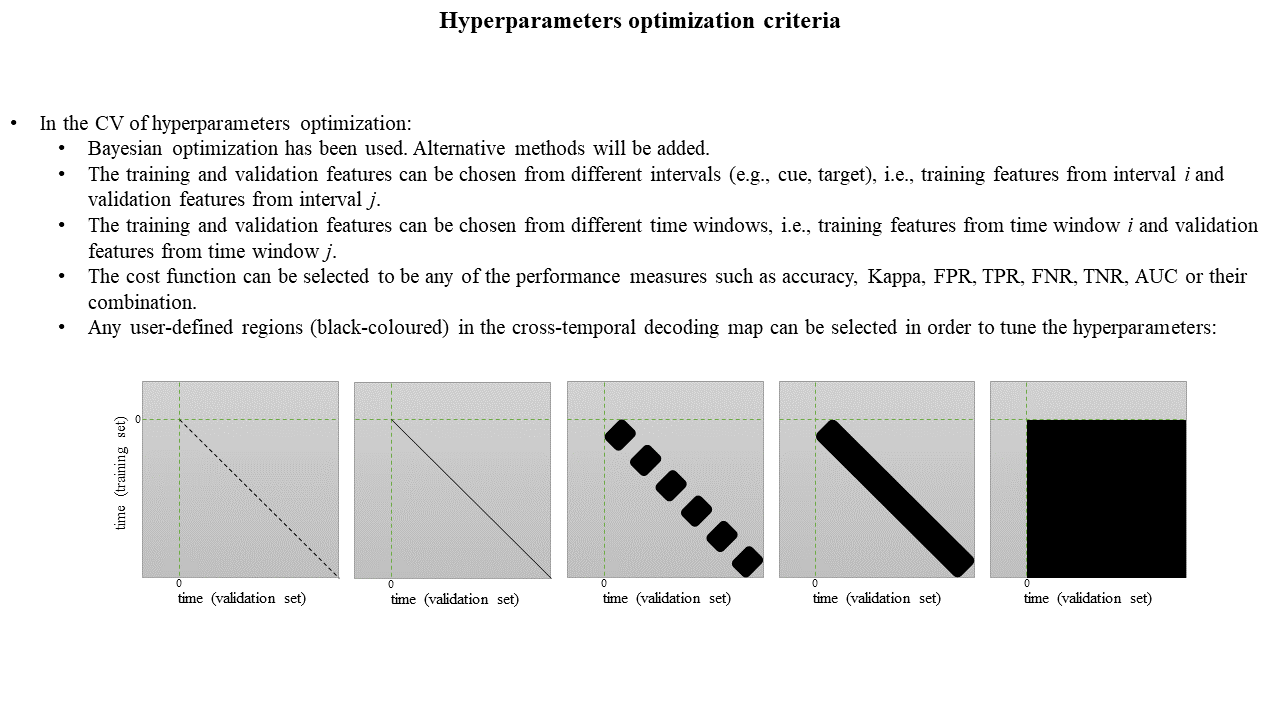 Hyperparameters optimization criteria
• In the CV of hyperparameters optimization:
• Bayesian optimization has been used. Alternative methods will be added.
• The training and validation features can be chosen from different intervals (e.g., cue, target), i.e., training features from interval i and
validation features from interval j.
• The training and validation features can be chosen from different time windows, i.e., training features from time window i and validation
features from time window j.
• The cost function can be selected to be any of the performance measures such as accuracy, Kappa, FPR, TPR, FNR, TNR, AUC or their
combination.
• Any user-defined regions (black-coloured) in the cross-temporal decoding map can be selected in order to tune the hyperparameters:
0
time (training set)
0 0 0 0 0
time (validation set) time (validation set) time (validation set) time (validation set) time (validation set)